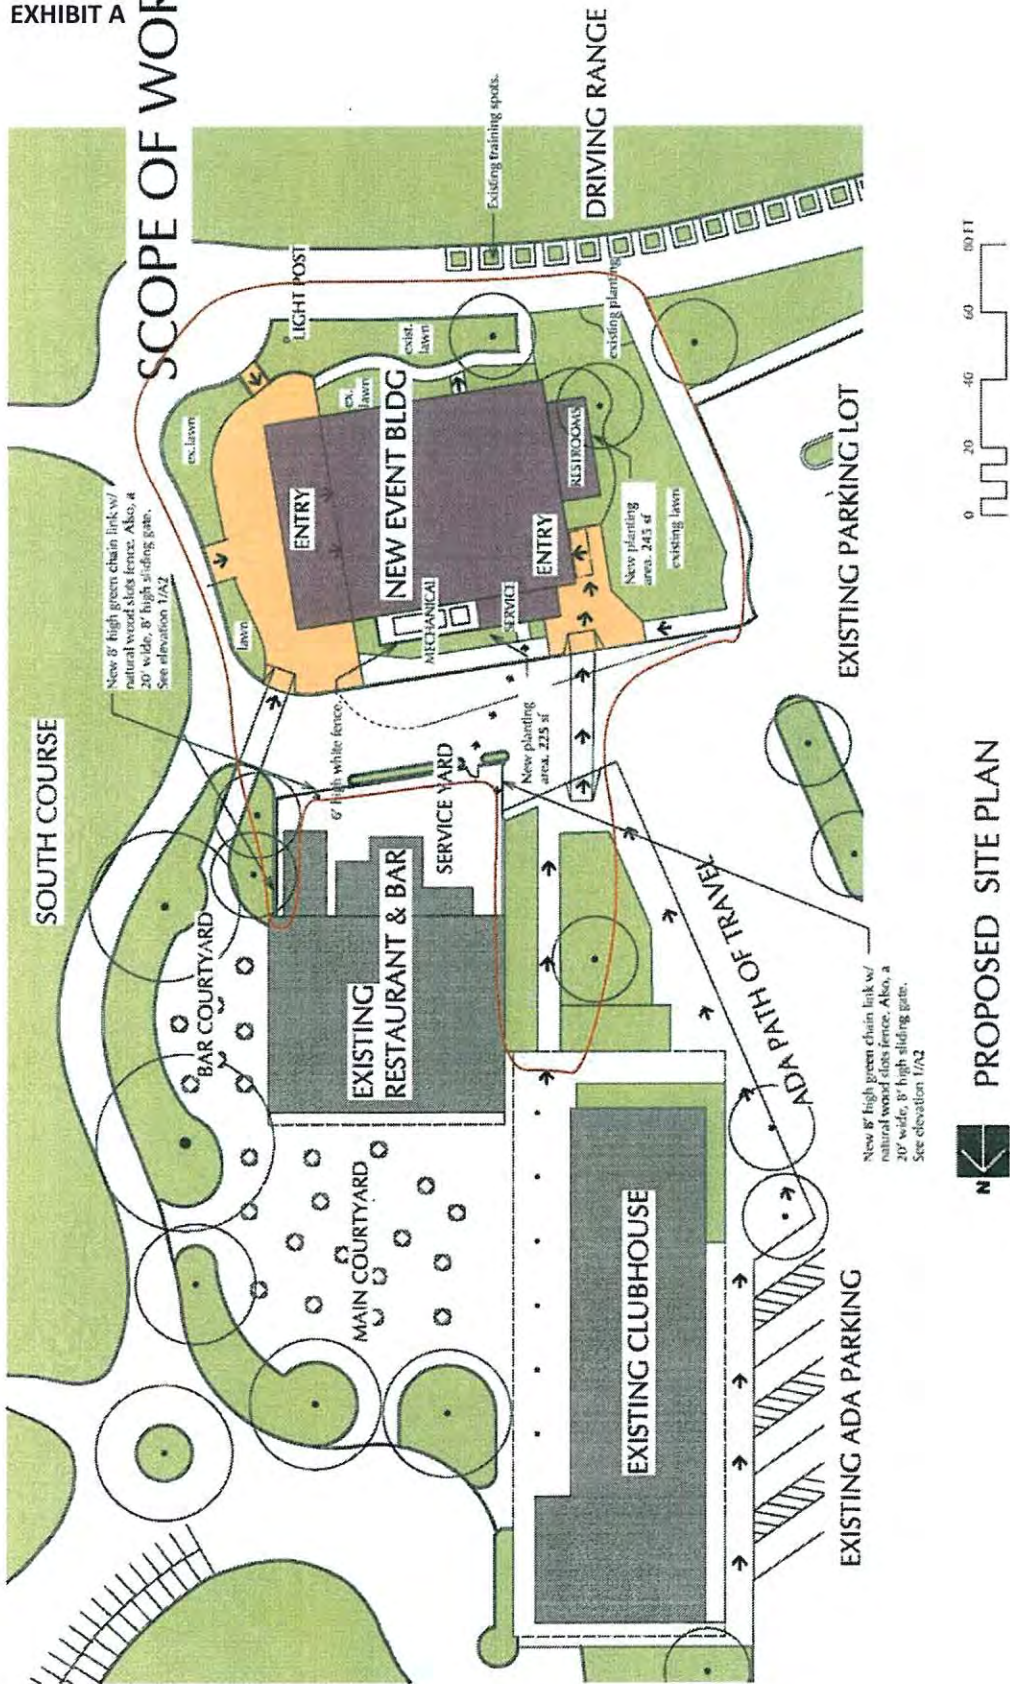 EXHIBIT A
SCOPE OF WOR
SOUTH COURSE
New 8' high green chain link w/
natural wood slots fence. Also, a
20' wide, 8' high sliding gate.
See elevation 1/A2
BAR COURTYARD
MAIN COURTYARD
EXISTING
RESTAURANT & BAR
6' high white fence
SERVICE YARD
New planting
area. 225 sf
lawn
ex.lawn
ENTRY
NEW EVENT BLDG
MECHANICAL
SERVICE
ENTRY
RESTROOMS
New planting
area. 245 sf
existing lawn
ex.
lawn
exist.
lawn
LIGHT POST
existing planting
Existing training spots.
DRIVING RANGE
EXISTING CLUBHOUSE
ADA PATH OF TRAVEL
EXISTING ADA PARKING
EXISTING PARKING LOT
New 8' high green chain link w/
natural wood slots fence. Also, a
20' wide, 8' high sliding gate.
See elevation 1/A2
N
PROPOSED SITE PLAN
0 20 40 60 80 FT